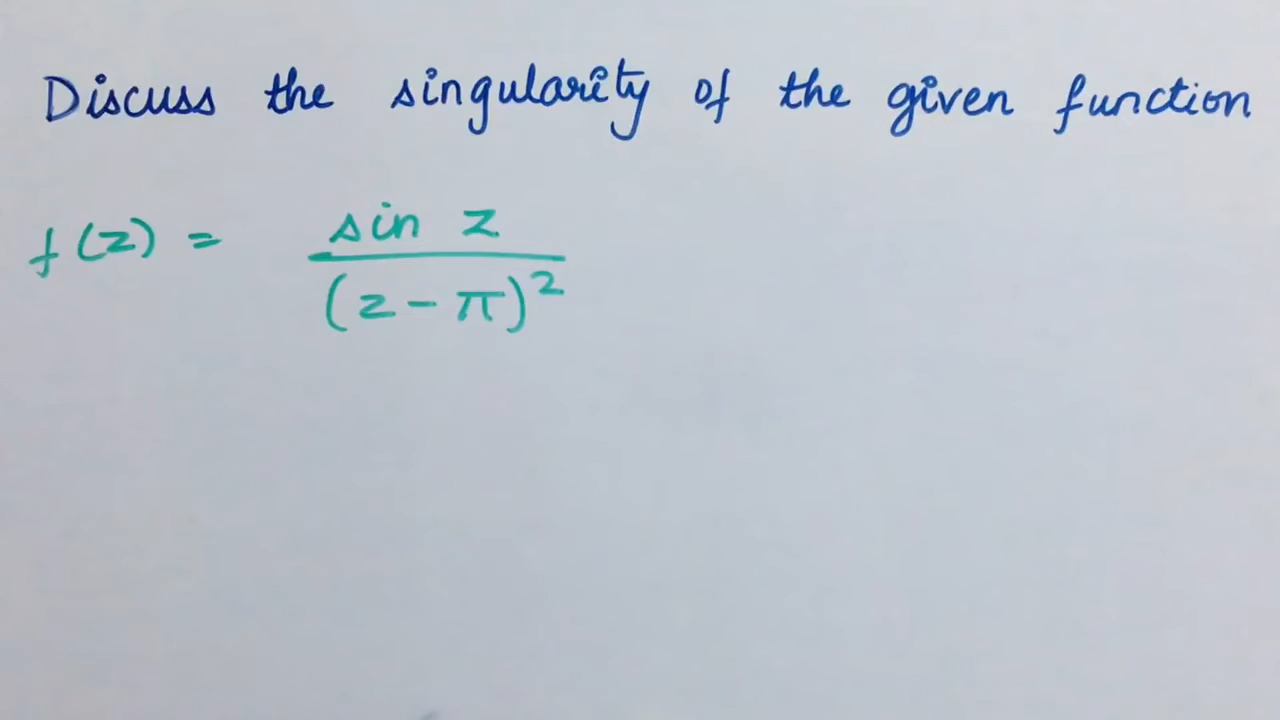 Discuss the singularity of the given function
f(z) = sin z / (z - π)²